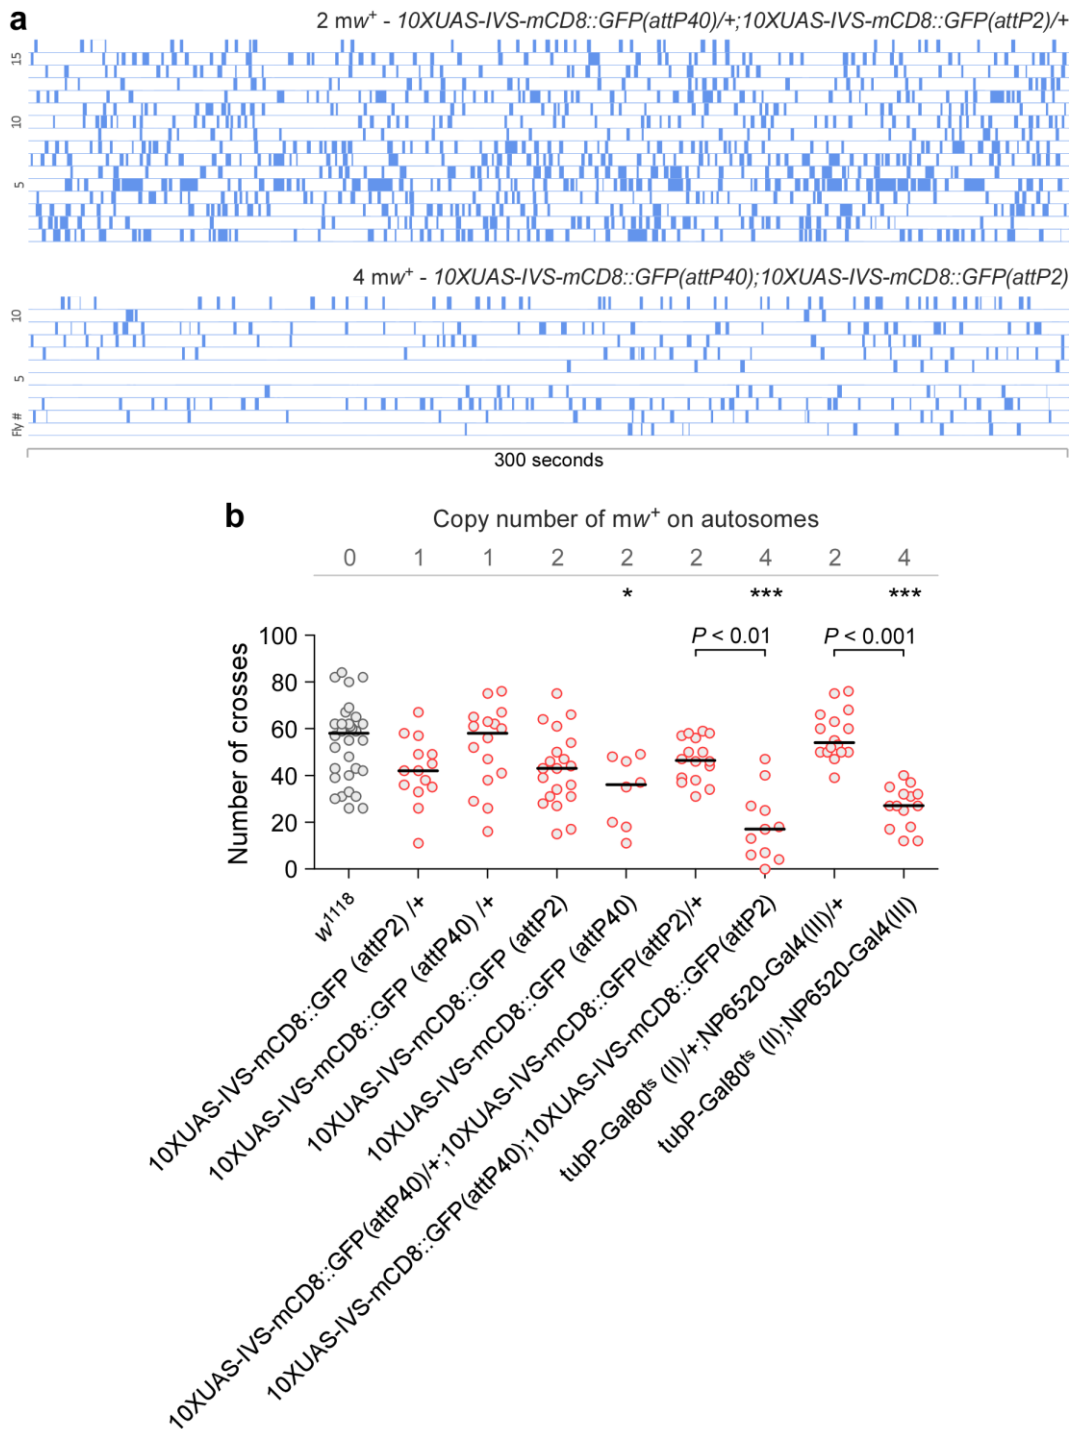 a
2 mw⁺ - 10XUAS-IVS-mCD8::GFP(attP40)/+;10XUAS-IVS-mCD8::GFP(attP2)/+
15
10
5
4 mw⁺ - 10XUAS-IVS-mCD8::GFP(attP40);10XUAS-IVS-mCD8::GFP(attP2)
10
5
Fly #
300 seconds
b
Copy number of mw⁺ on autosomes
0 1 1 2 2 2 4 2 4
* *** ***
P < 0.01 P < 0.001
Number of crosses
100
80
60
40
20
0
w¹¹¹⁸
10XUAS-IVS-mCD8::GFP (attP2) /+
10XUAS-IVS-mCD8::GFP (attP40) /+
10XUAS-IVS-mCD8::GFP (attP2)
10XUAS-IVS-mCD8::GFP (attP40)
10XUAS-IVS-mCD8::GFP(attP40)/+;10XUAS-IVS-mCD8::GFP(attP2)/+
10XUAS-IVS-mCD8::GFP(attP40);10XUAS-IVS-mCD8::GFP(attP2)
tubP-Gal80ᵗˢ (II)/+;NP6520-Gal4(III)/+
tubP-Gal80ᵗˢ (II);NP6520-Gal4(III)